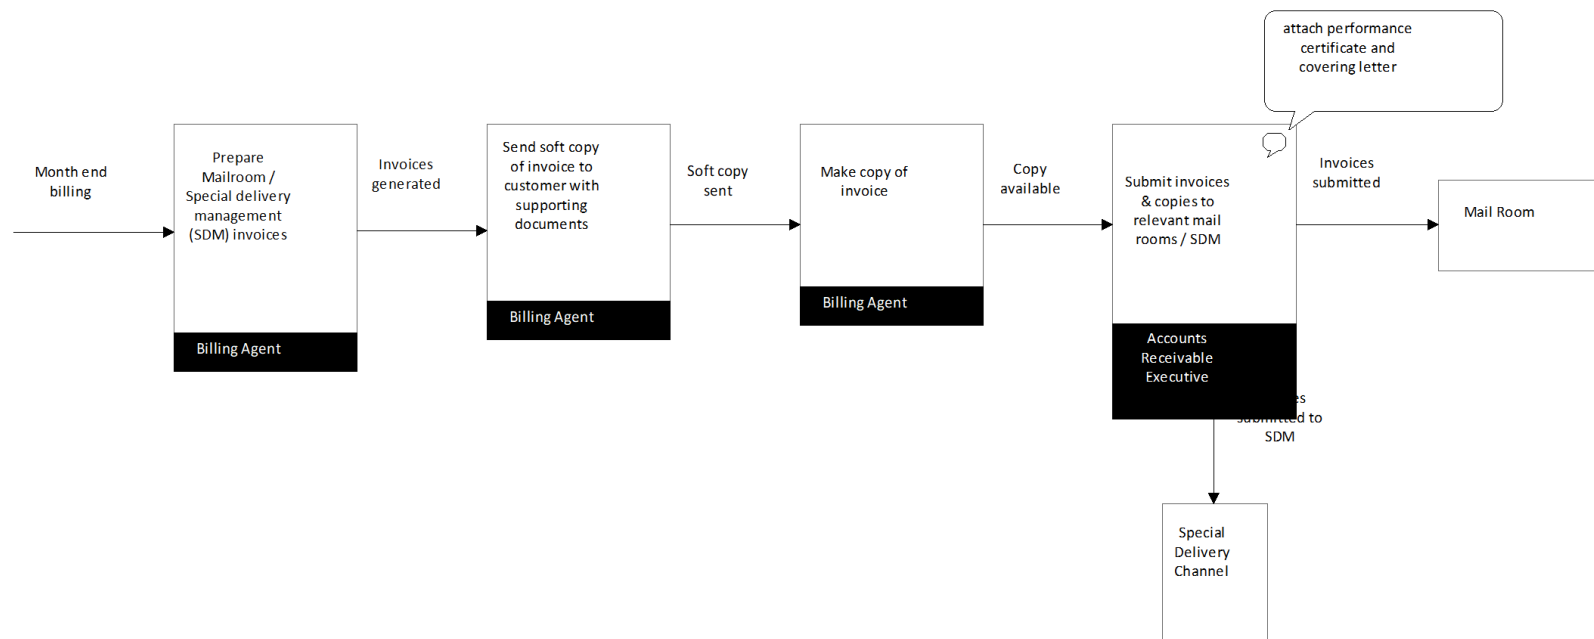 attach performance
certificate and
covering letter
Month end
billing
Prepare
Mailroom /
Special delivery
management
(SDM) invoices
Billing Agent
Invoices
generated
Send soft copy
of invoice to
customer with
supporting
documents
Billing Agent
Soft copy
sent
Make copy of
invoice
Billing Agent
Copy
available
Submit invoices
& copies to
relevant mail
rooms / SDM
Accounts
Receivable
Executive
Invoices
submitted
Mail Room
submitted to
SDM
Special
Delivery
Channel